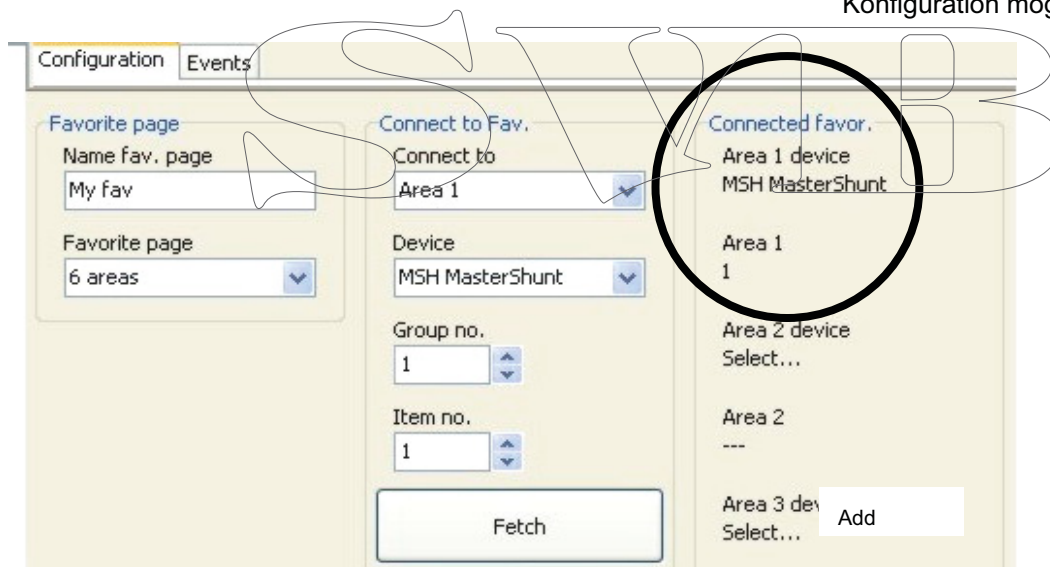 Konfiguration
SVB
Configuration Events
Favorite page
Name fav. page
My fav
Favorite page
6 areas
Connect to Fav.
Connect to
Area 1
Device
MSH MasterShunt
Group no.
1
Item no.
1
Fetch
Connected favor.
Area 1 device
MSH MasterShunt
Area 1
1
Area 2 device
Select...
Area 2
---
Area 3 dev
Select...
Add